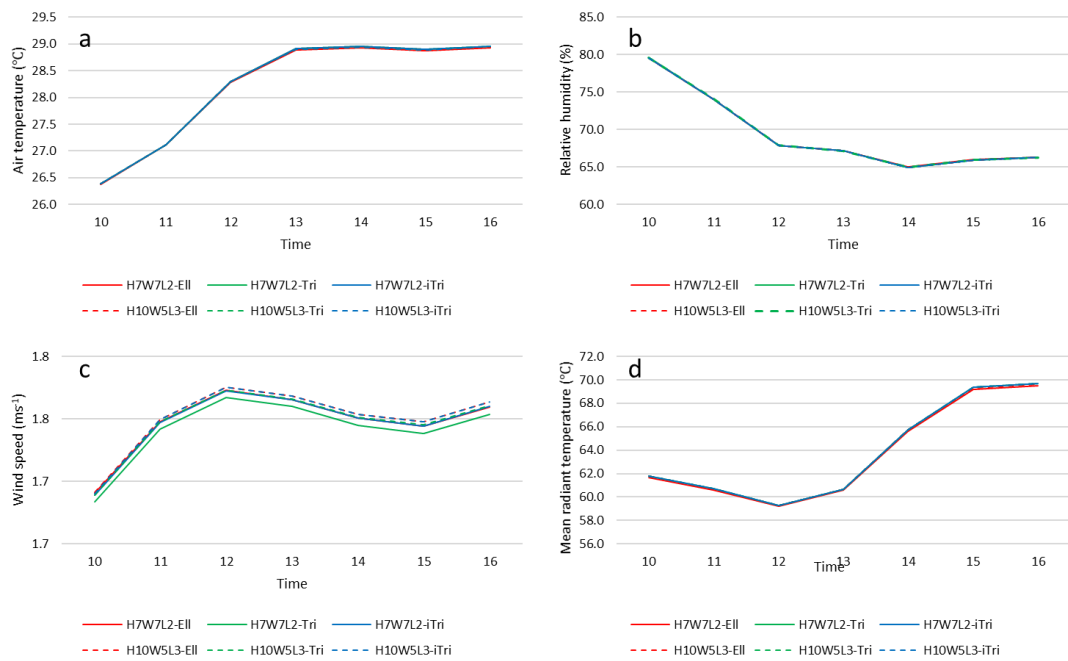 a
Air temperature (°C)
29.5
29.0
28.5
28.0
27.5
27.0
26.5
26.0
10 11 12 13 14 15 16
Time
H7W7L2-Ell H7W7L2-Tri H7W7L2-iTri
H10W5L3-Ell H10W5L3-Tri H10W5L3-iTri
b
Relative humidity (%)
80.0
75.0
70.0
65.0
60.0
10 11 12 13 14 15 16
Time
H7W7L2-Ell H7W7L2-Tri H7W7L2-iTri
H10W5L3-Ell H10W5L3-Tri H10W5L3-iTri
c
Wind speed (ms⁻¹)
1.8
1.8
1.7
1.7
10 11 12 13 14 15 16
Time
H7W7L2-Ell H7W7L2-Tri H7W7L2-iTri
H10W5L3-Ell H10W5L3-Tri H10W5L3-iTri
d
Mean radiant temperature (°C)
72.0
70.0
68.0
66.0
64.0
62.0
60.0
58.0
56.0
10 11 12 13 14 15 16
Time
H7W7L2-Ell H7W7L2-Tri H7W7L2-iTri
H10W5L3-Ell H10W5L3-Tri H10W5L3-iTri